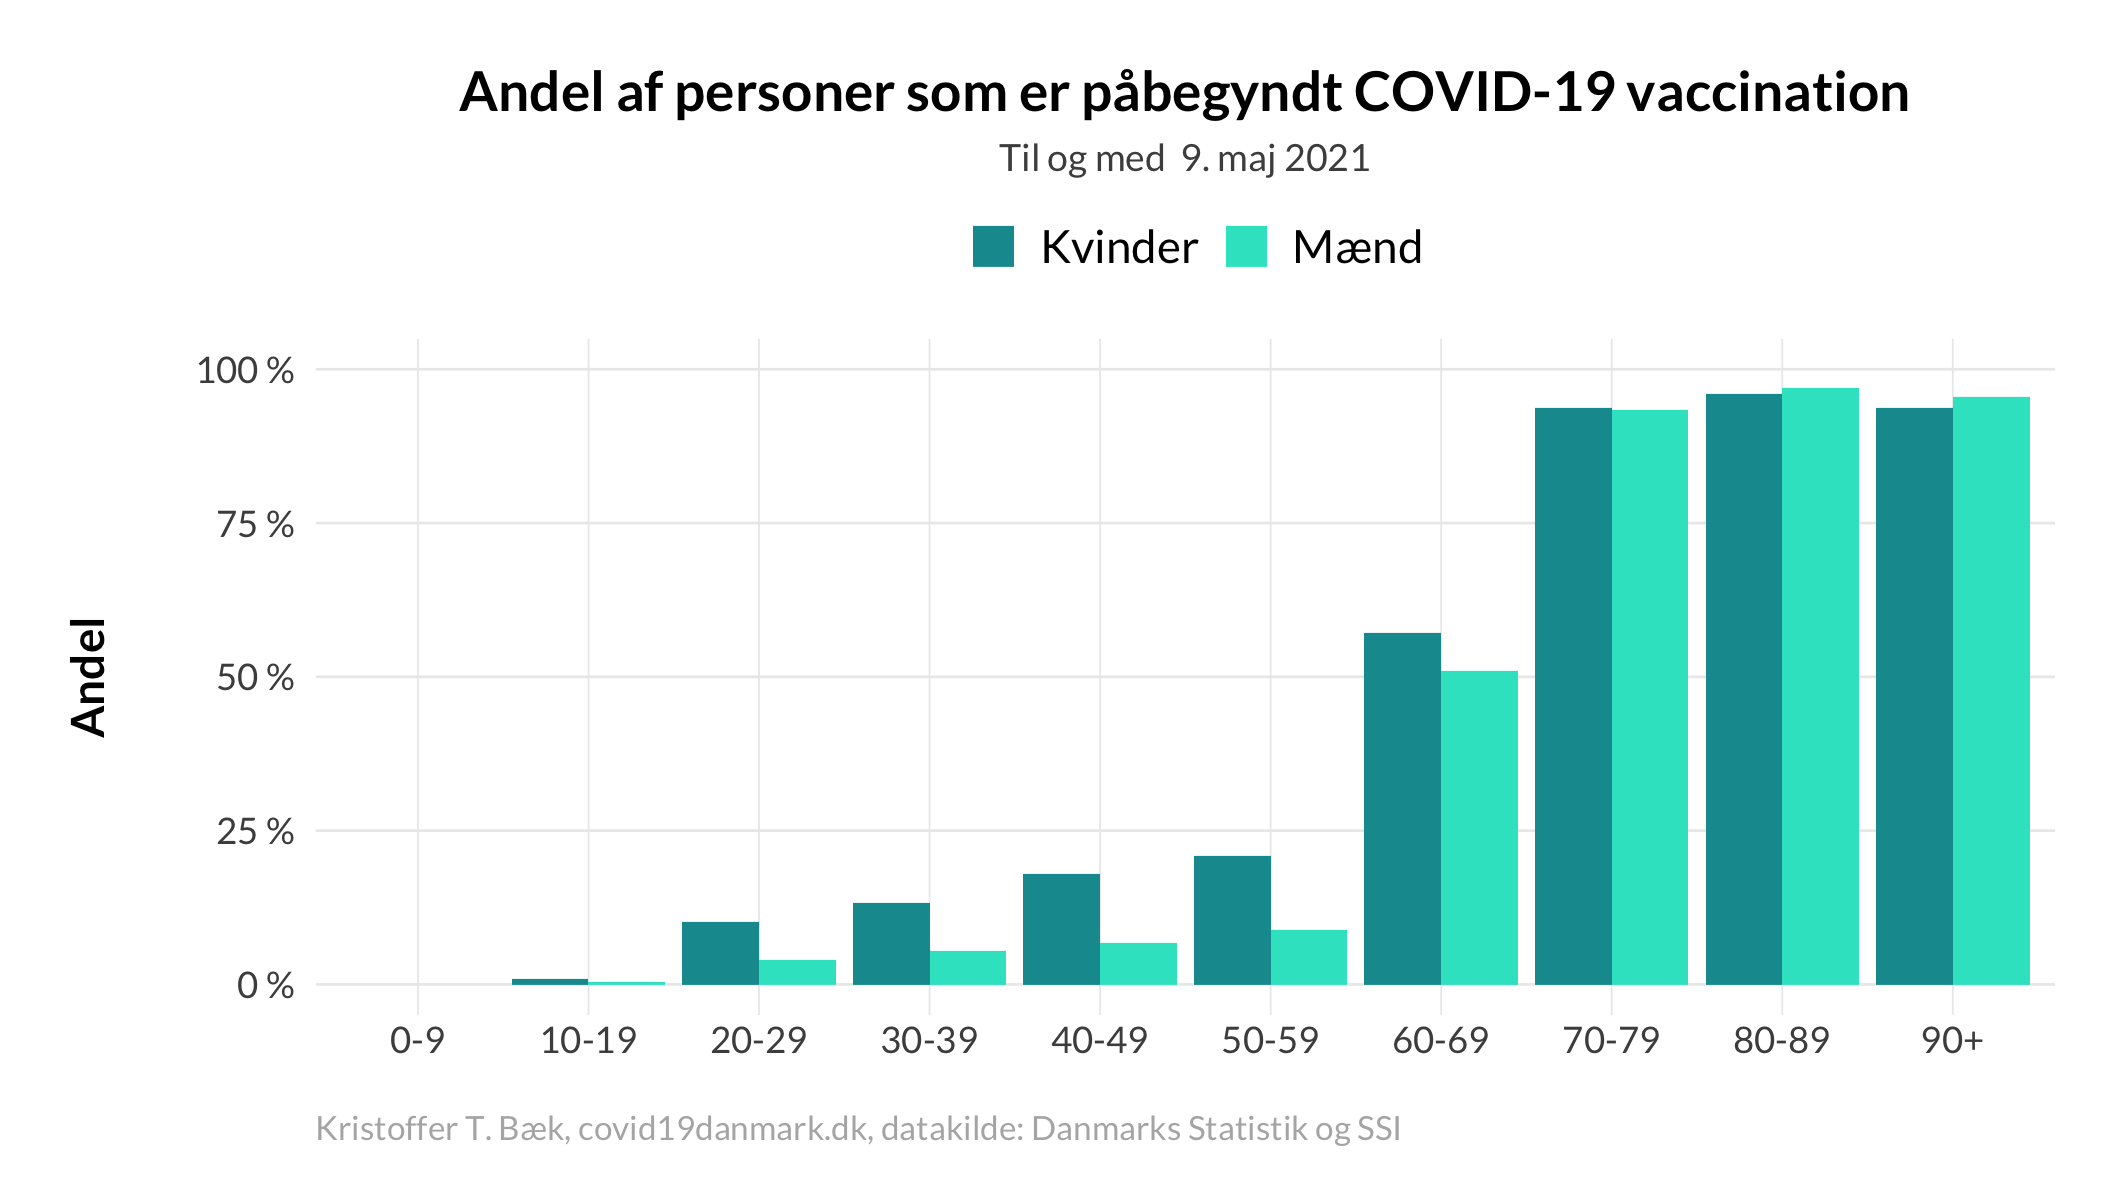 Andel af personer som er påbegyndt COVID-19 vaccination
Til og med 9. maj 2021
Kvinder Mænd
Andel
100 %
75 %
50 %
25 %
0 %
0-9 10-19 20-29 30-39 40-49 50-59 60-69 70-79 80-89 90+
Kristoffer T. Bæk, covid19danmark.dk, datakilde: Danmarks Statistik og SSI